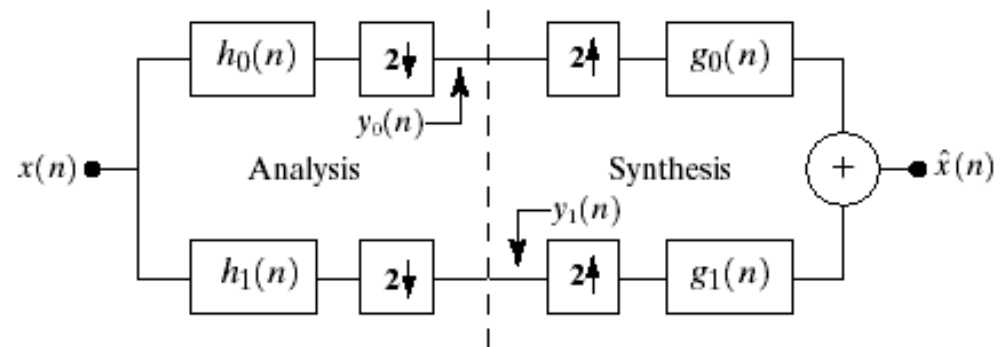 h₀(n) 2↓ 2↑ g₀(n)
y₀(n)
x(n) Analysis Synthesis + x̂(n)
y₁(n)
h₁(n) 2↓ 2↑ g₁(n)